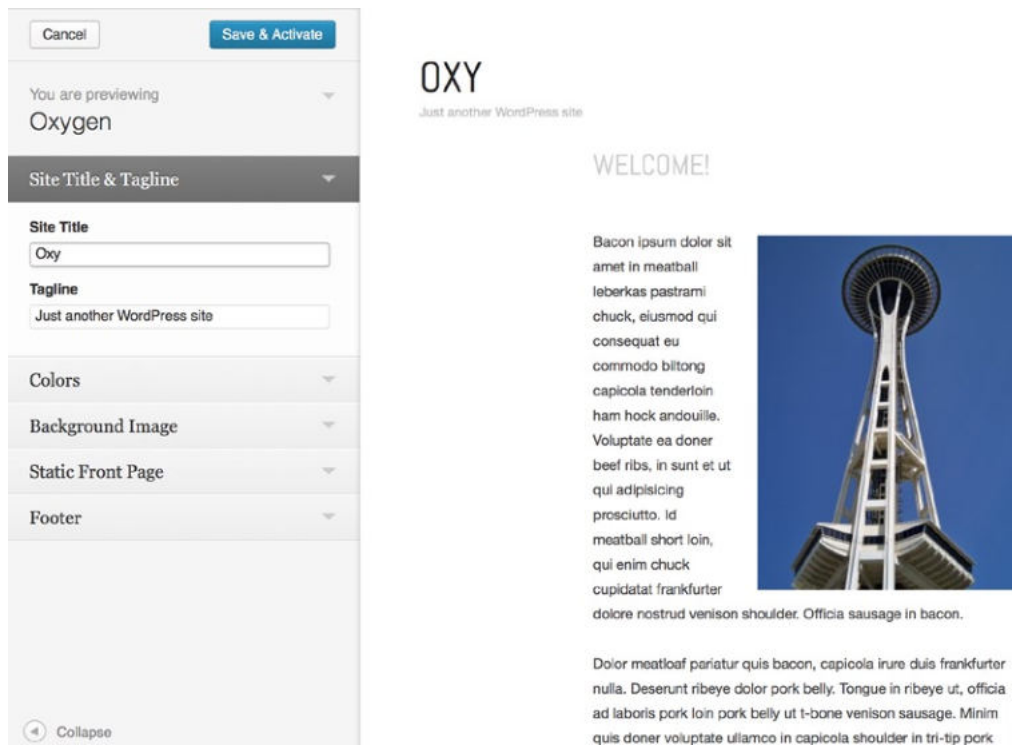 Cancel
Save & Activate
You are previewing
Oxygen
Site Title & Tagline
Site Title
Oxy
Tagline
Just another WordPress site
Colors
Background Image
Static Front Page
Footer
Collapse
OXY
Just another WordPress site
WELCOME!
Bacon ipsum dolor sit
amet in meatball
leberkas pastrami
chuck, eiusmod qui
consequat eu
commodo biltong
capicola tenderloin
ham hock andouille.
Voluptate ea doner
beef ribs, in sunt et ut
qui adipisicing
prosciutto. Id
meatball short loin,
qui enim chuck
cupidatat frankfurter
dolore nostrud venison shoulder. Officia sausage in bacon.
Dolor meatloaf pariatur quis bacon, capicola irure duis frankfurter
nulla. Deserunt ribeye dolor pork belly. Tongue in ribeye ut, officia
ad laboris pork loin pork belly ut t-bone venison sausage. Minim
quis doner voluptate ullamco in capicola shoulder in tri-tip pork